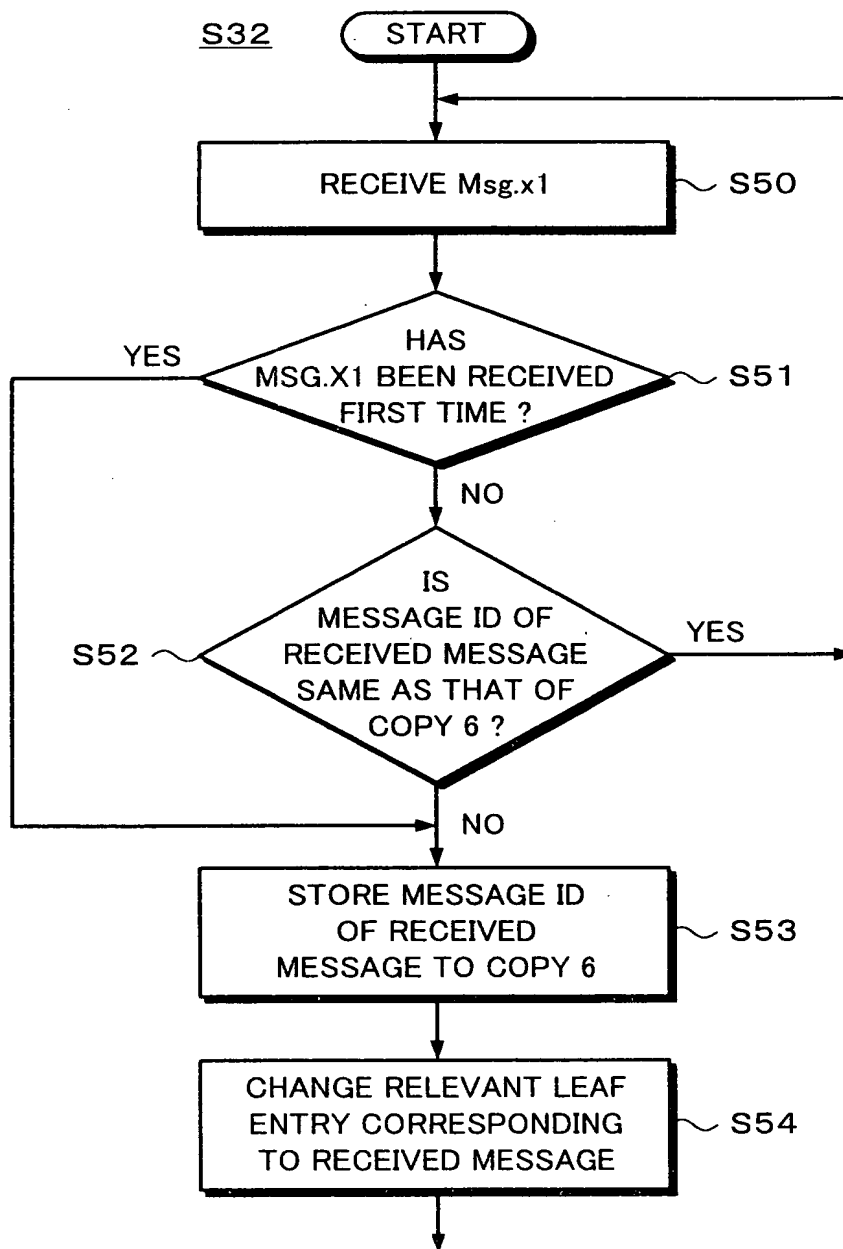 S32
START
RECEIVE Msg.x1
S50
HAS
MSG.X1 BEEN RECEIVED
FIRST TIME ?
S51
YES
NO
IS
MESSAGE ID OF
RECEIVED MESSAGE
SAME AS THAT OF
COPY 6 ?
S52
YES
NO
STORE MESSAGE ID
OF RECEIVED
MESSAGE TO COPY 6
S53
CHANGE RELEVANT LEAF
ENTRY CORRESPONDING
TO RECEIVED MESSAGE
S54